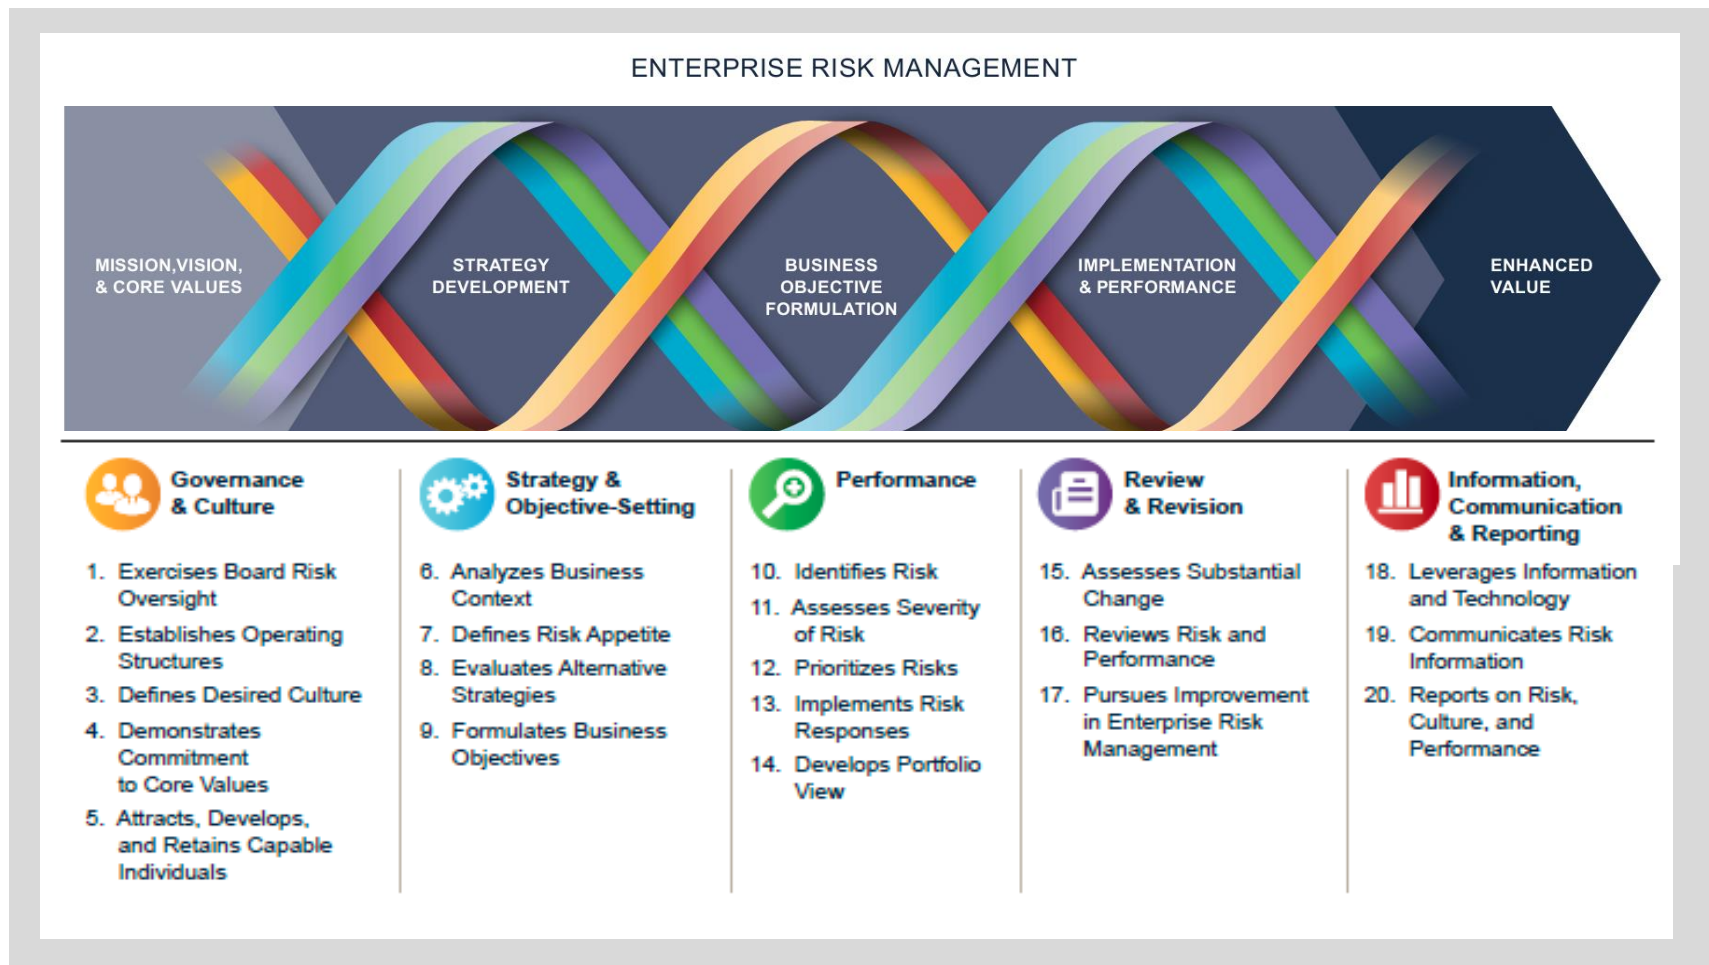 ENTERPRISE RISK MANAGEMENT
MISSION,VISION,
& CORE VALUES
STRATEGY
DEVELOPMENT
BUSINESS
OBJECTIVE
FORMULATION
IMPLEMENTATION
& PERFORMANCE
ENHANCED
VALUE
Governance
& Culture
1. Exercises Board Risk
Oversight
2. Establishes Operating
Structures
3. Defines Desired Culture
4. Demonstrates
Commitment
to Core Values
5. Attracts, Develops,
and Retains Capable
Individuals
Strategy &
Objective-Setting
6. Analyzes Business
Context
7. Defines Risk Appetite
8. Evaluates Alternative
Strategies
9. Formulates Business
Objectives
Performance
10. Identifies Risk
11. Assesses Severity
of Risk
12. Prioritizes Risks
13. Implements Risk
Responses
14. Develops Portfolio
View
Review
& Revision
15. Assesses Substantial
Change
16. Reviews Risk and
Performance
17. Pursues Improvement
in Enterprise Risk
Management
Information,
Communication
& Reporting
18. Leverages Information
and Technology
19. Communicates Risk
Information
20. Reports on Risk,
Culture, and
Performance